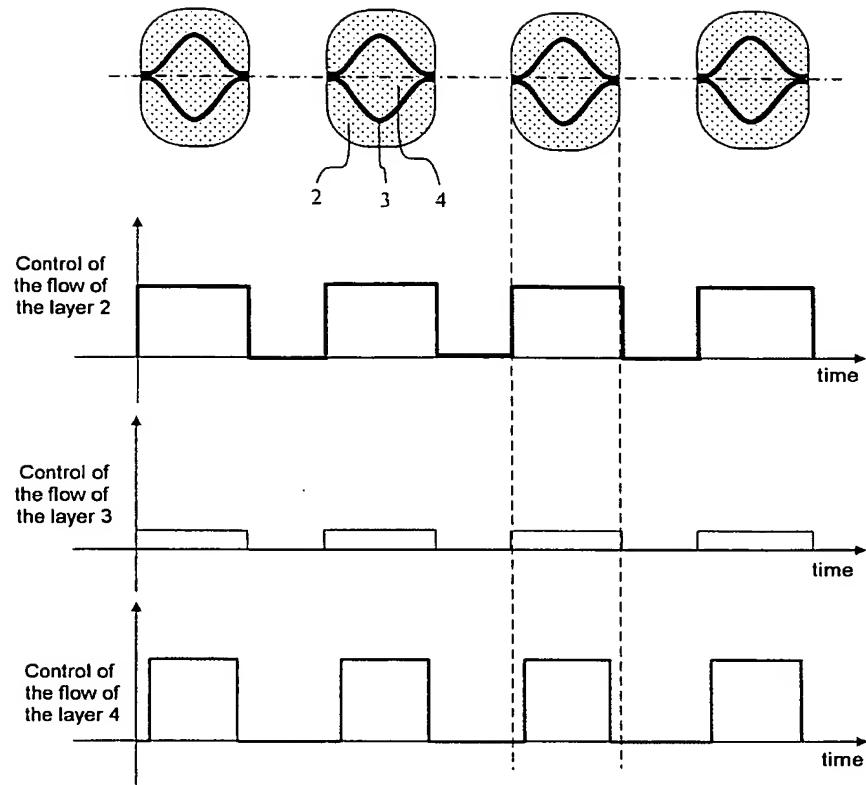 2
3
4
Control of
the flow of
the layer 2
time
Control of
the flow of
the layer 3
time
Control of
the flow of
the layer 4
time